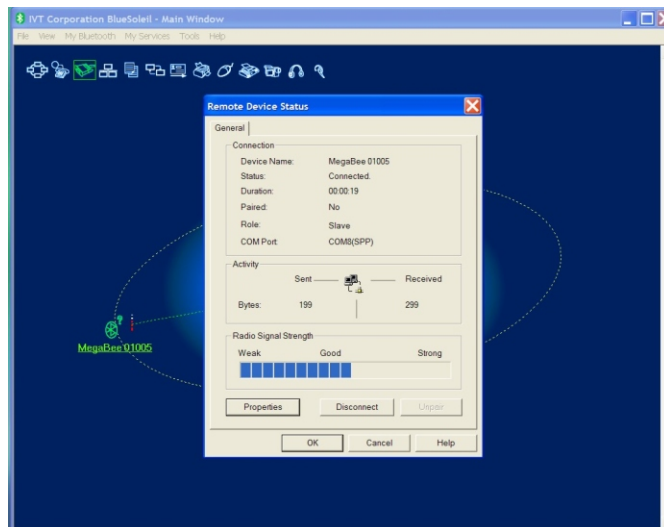 IVT Corporation BlueSoleil - Main Window
File View My Bluetooth My Services Tools Help
Remote Device Status
General
Connection
Device Name: MegaBee 01005
Status: Connected.
Duration: 00:00:19
Paired: No
Role: Slave
COM Port: COM8(SPP)
Activity
Sent Received
Bytes: 199 299
Radio Signal Strength
Weak Good Strong
MegaBee 01005
Properties Disconnect Unpair
OK Cancel Help